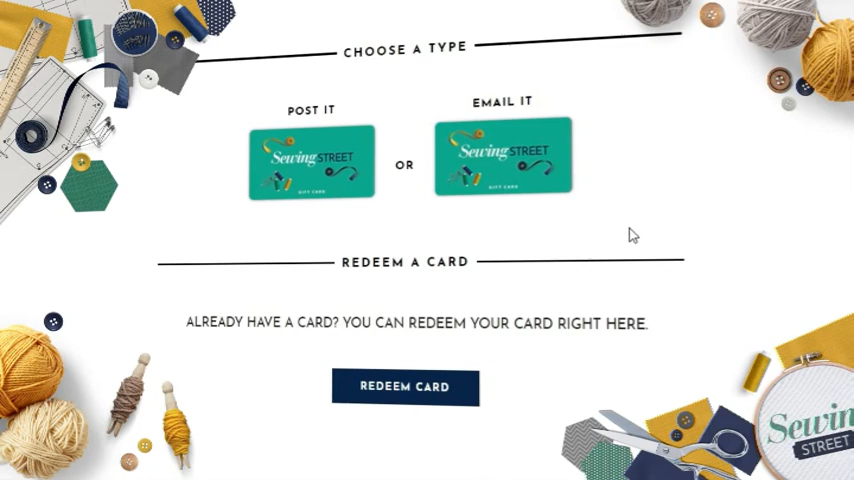 CHOOSE A TYPE
POST IT
EMAIL IT
Sewing STREET
GIFT CARD
OR
Sewing STREET
GIFT CARD
REDEEM A CARD
ALREADY HAVE A CARD? YOU CAN REDEEM YOUR CARD RIGHT HERE.
REDEEM CARD
Sewin
STREET